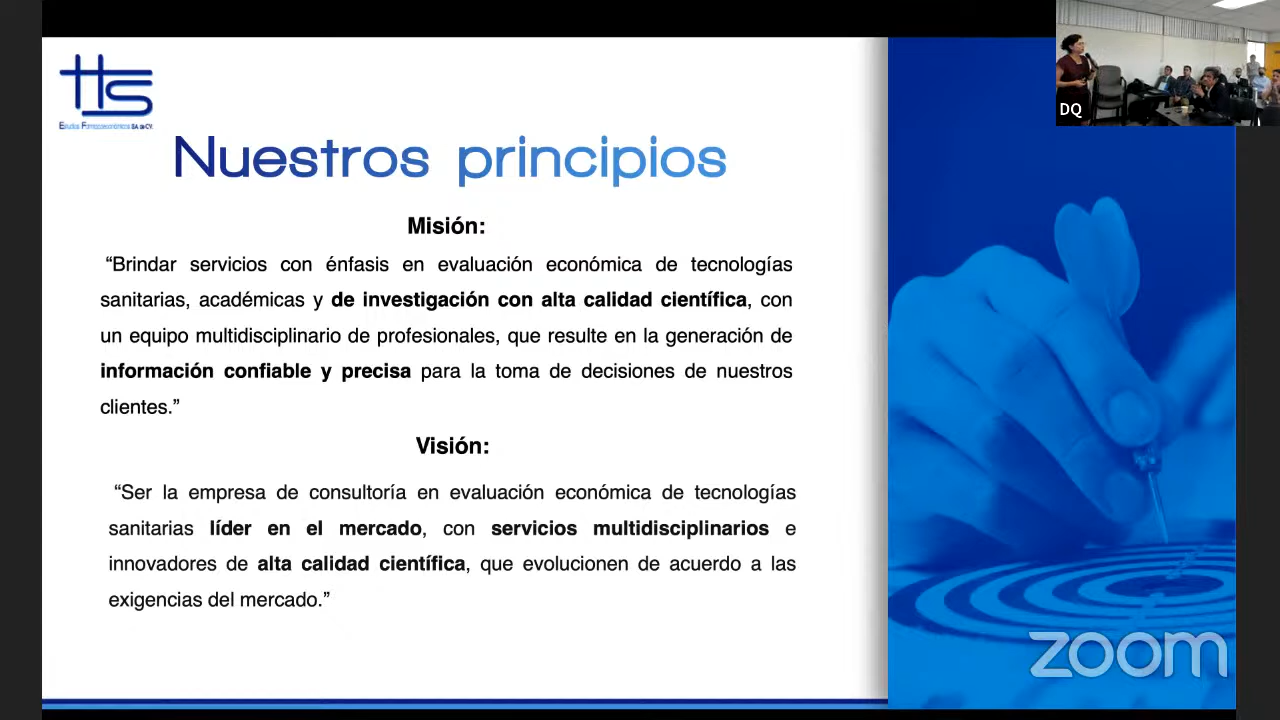 HS
Estudios Farmacoeconómicos S.A. de C.V.
DQ
Nuestros principios
Misión:
“Brindar servicios con énfasis en evaluación económica de tecnologías
sanitarias, académicas y de investigación con alta calidad científica, con
un equipo multidisciplinario de profesionales, que resulte en la generación de
información confiable y precisa para la toma de decisiones de nuestros
clientes.”
Visión:
“Ser la empresa de consultoría en evaluación económica de tecnologías
sanitarias líder en el mercado, con servicios multidisciplinarios e
innovadores de alta calidad científica, que evolucionen de acuerdo a las
exigencias del mercado.”
zoom